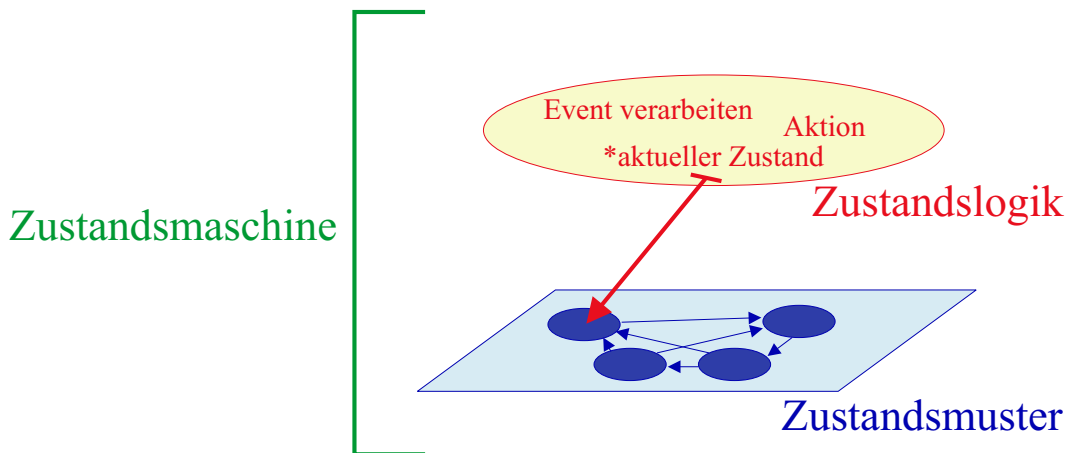 Event verarbeiten
Aktion
*aktueller Zustand
Zustandslogik
Zustandsmaschine
Zustandsmuster